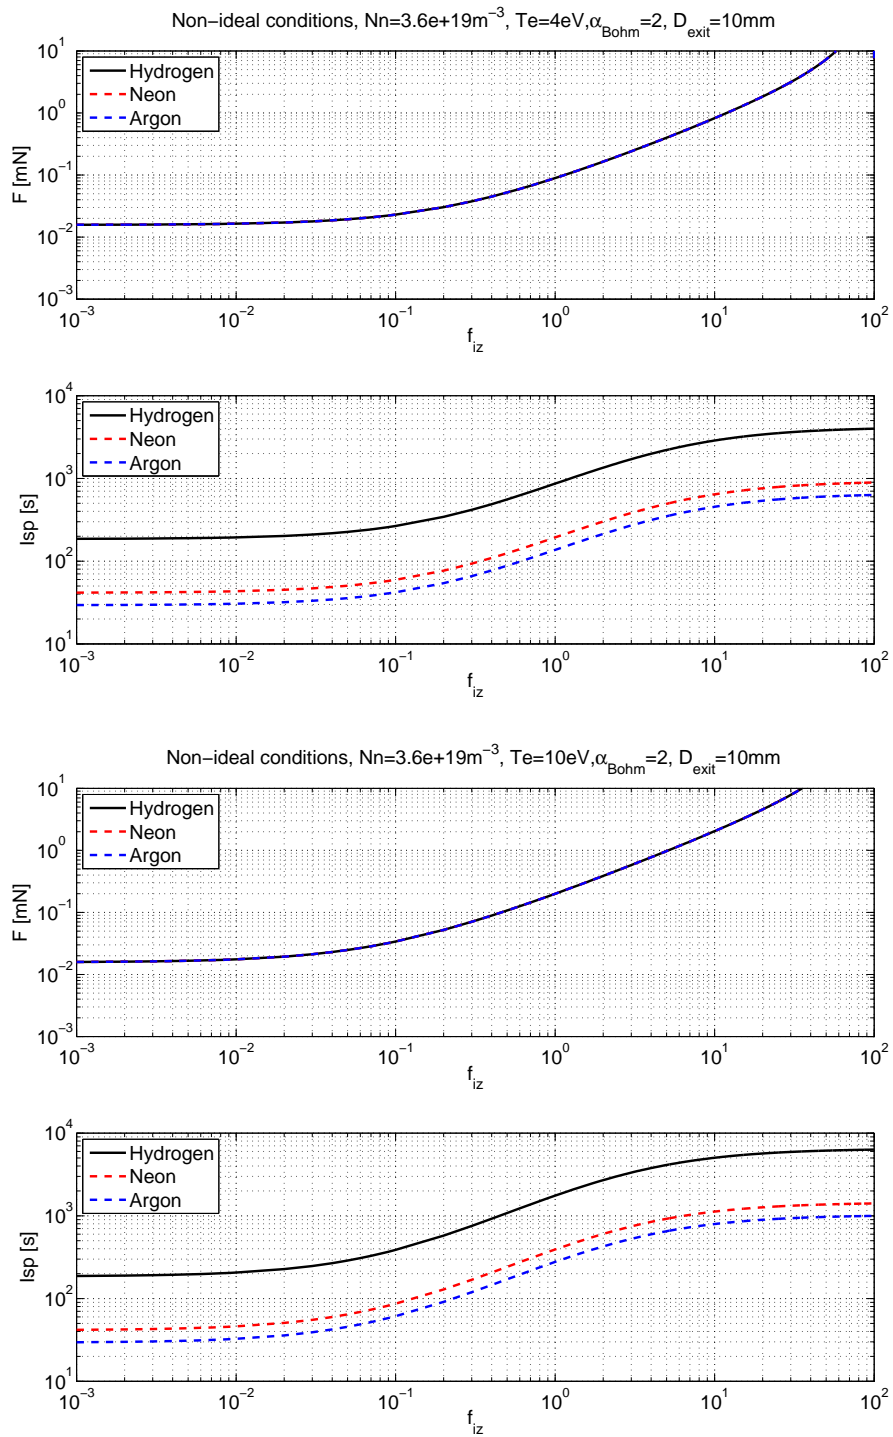 Non−ideal conditions, Nn=3.6e+19m⁻³, Te=4eV,α_Bohm=2, D_exit=10mm
10¹
10⁰
10⁻¹
10⁻²
10⁻³
F [mN]
Hydrogen
Neon
Argon
10⁻³ 10⁻² 10⁻¹ 10⁰ 10¹ 10²
f_iz
10⁴
10³
10²
10¹
Isp [s]
Hydrogen
Neon
Argon
10⁻³ 10⁻² 10⁻¹ 10⁰ 10¹ 10²
f_iz
Non−ideal conditions, Nn=3.6e+19m⁻³, Te=10eV,α_Bohm=2, D_exit=10mm
10¹
10⁰
10⁻¹
10⁻²
10⁻³
F [mN]
Hydrogen
Neon
Argon
10⁻³ 10⁻² 10⁻¹ 10⁰ 10¹ 10²
f_iz
10⁴
10³
10²
10¹
Isp [s]
Hydrogen
Neon
Argon
10⁻³ 10⁻² 10⁻¹ 10⁰ 10¹ 10²
f_iz